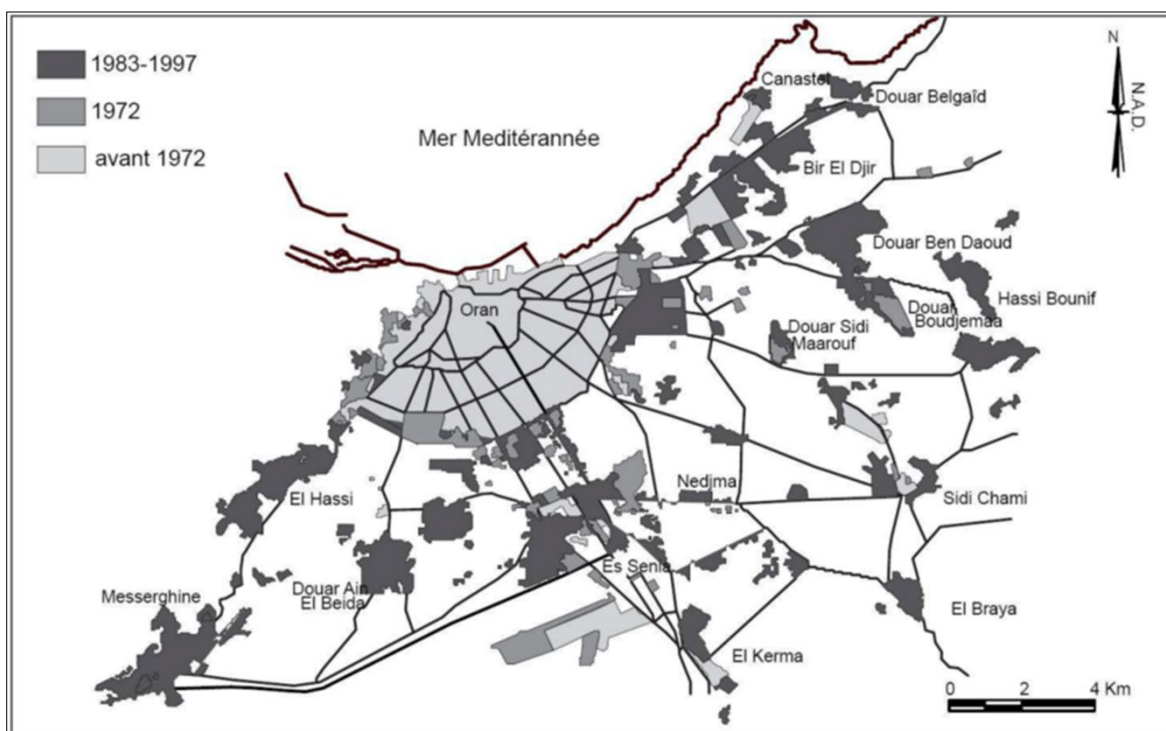 1983-1997
1972
avant 1972
Mer Meditérannée
N
N.A.D.
Canastel
Douar Belgaïd
Bir El Djir
Douar Ben Daoud
Hassi Bounif
Douar
Boudjemaa
Douar Sidi
Maarouf
Oran
El Hassi
Nedjma
Sidi Chami
Es Senia
Douar Ain
El Beida
Messerghine
El Braya
El Kerma
0 2 4 Km